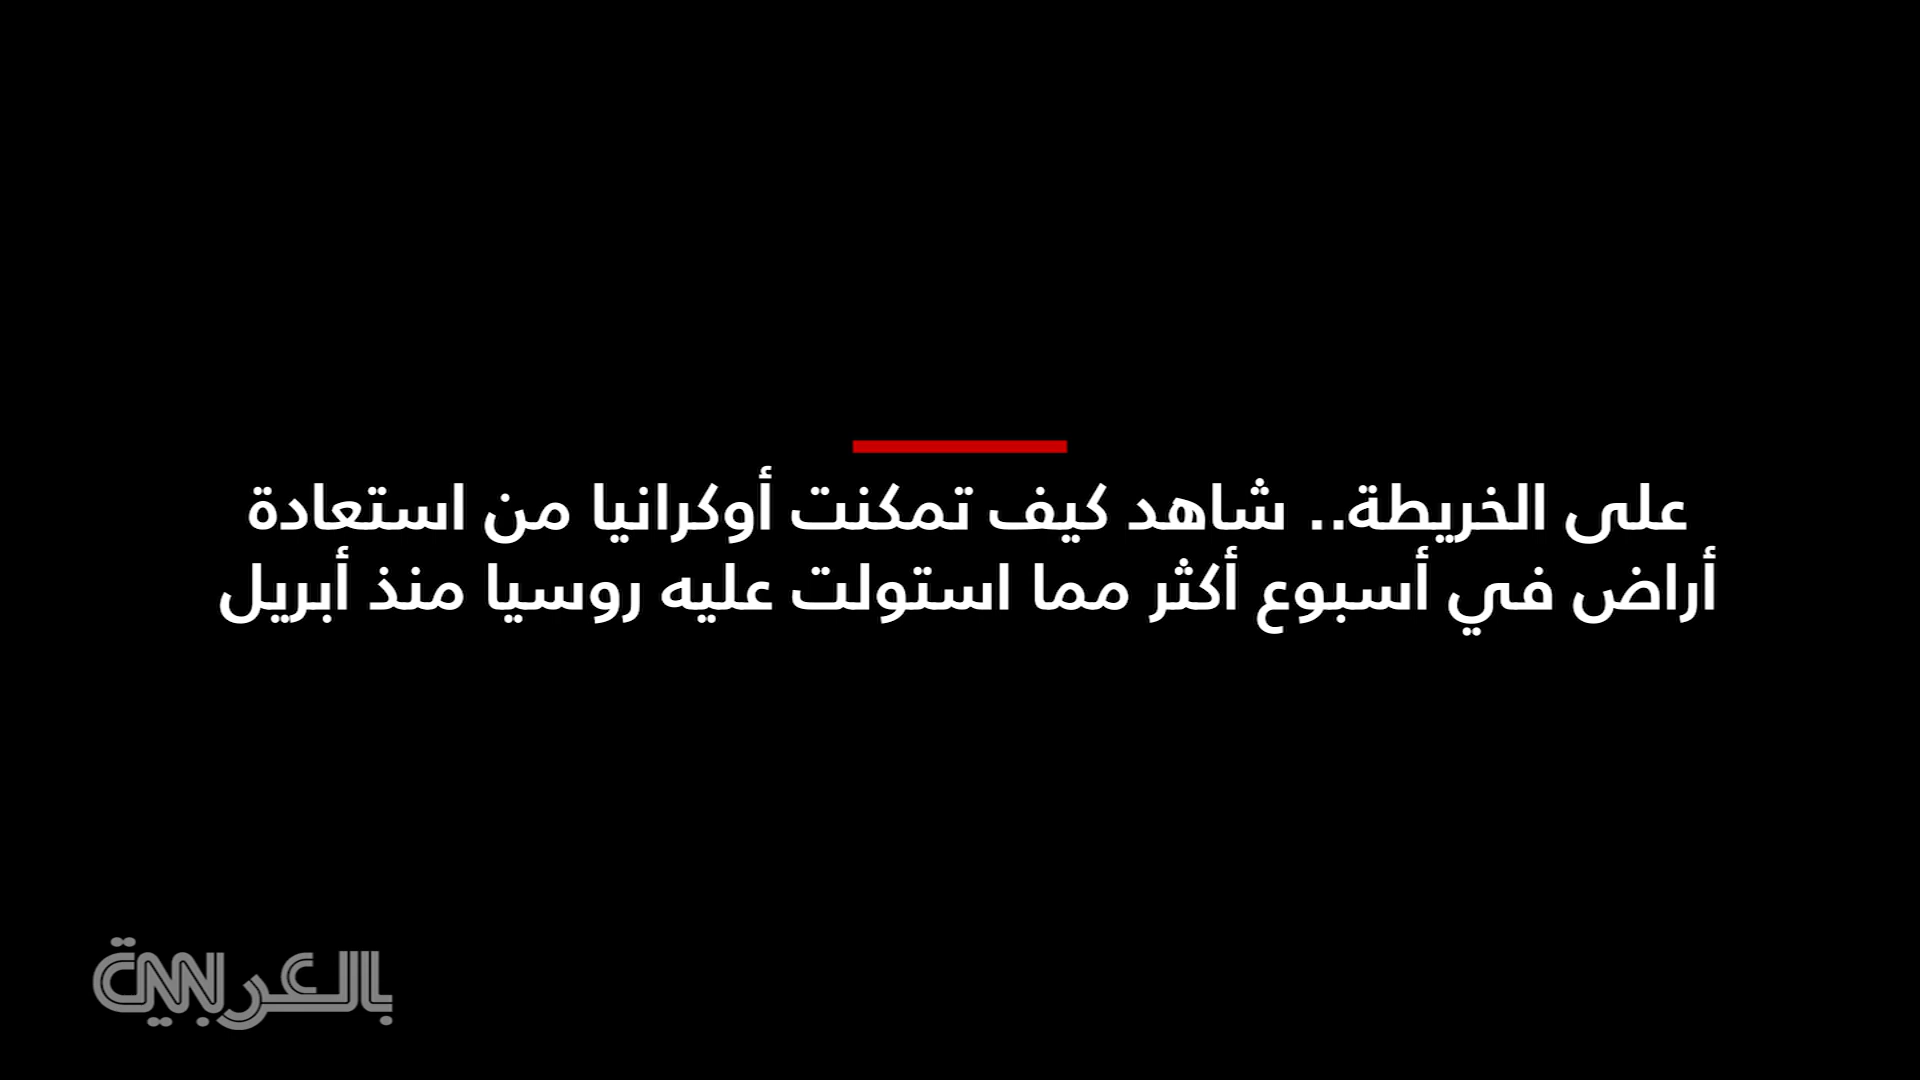 على الخريطة.. شاهد كيف تمكنت أوكرانيا من استعادة
أراض في أسبوع أكثر مما استولت عليه روسيا منذ أبريل
بالعربية